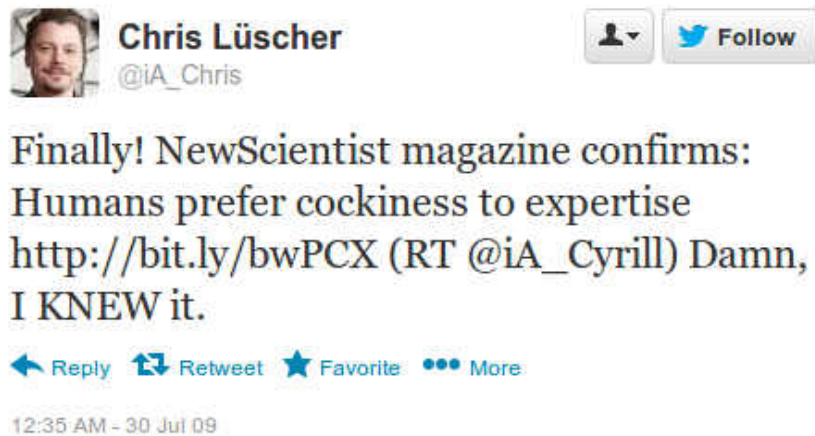 Chris Lüscher
@iA_Chris
Follow
Finally! NewScientist magazine confirms:
Humans prefer cockiness to expertise
http://bit.ly/bwPCX (RT @iA_Cyrill) Damn,
I KNEW it.
Reply Retweet Favorite More
12:35 AM - 30 Jul 09